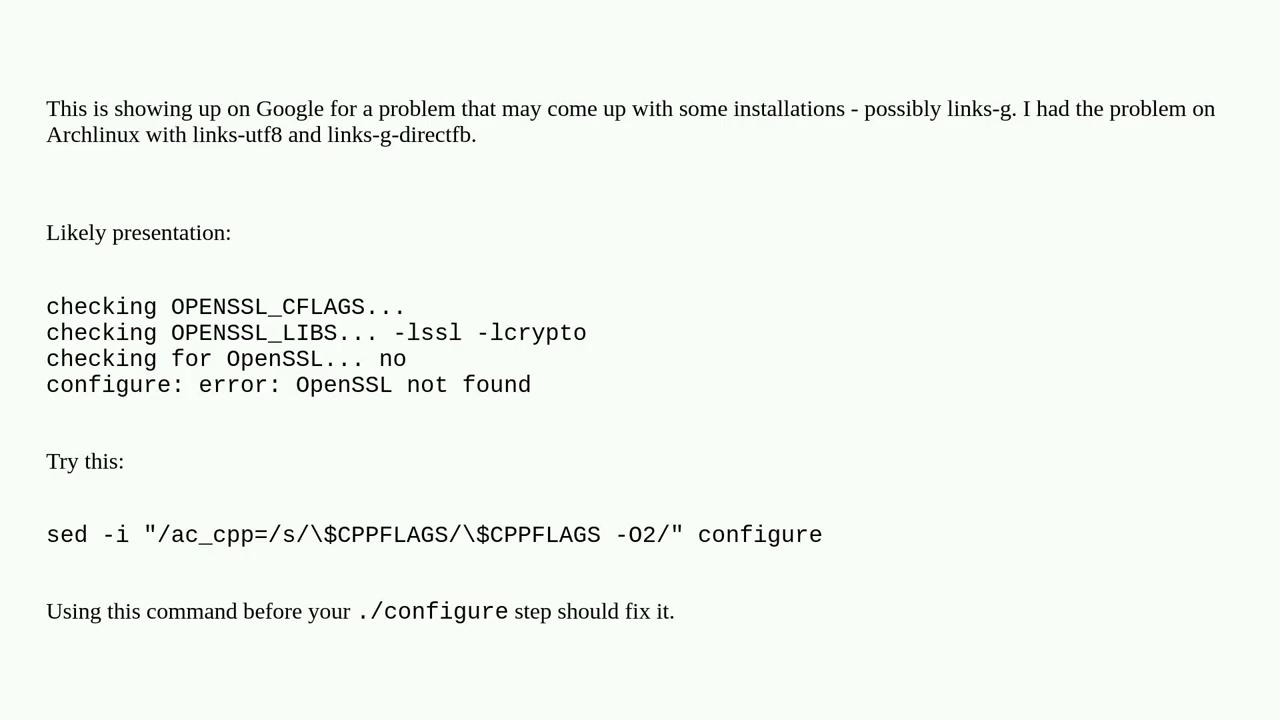 This is showing up on Google for a problem that may come up with some installations - possibly links-g. I had the problem on
Archlinux with links-utf8 and links-g-directfb.
Likely presentation:
checking OPENSSL_CFLAGS...
checking OPENSSL_LIBS... -lssl -lcrypto
checking for OpenSSL... no
configure: error: OpenSSL not found
Try this:
sed -i "/ac_cpp=/s/\$CPPFLAGS/\$CPPFLAGS -O2/" configure
Using this command before your ./configure step should fix it.